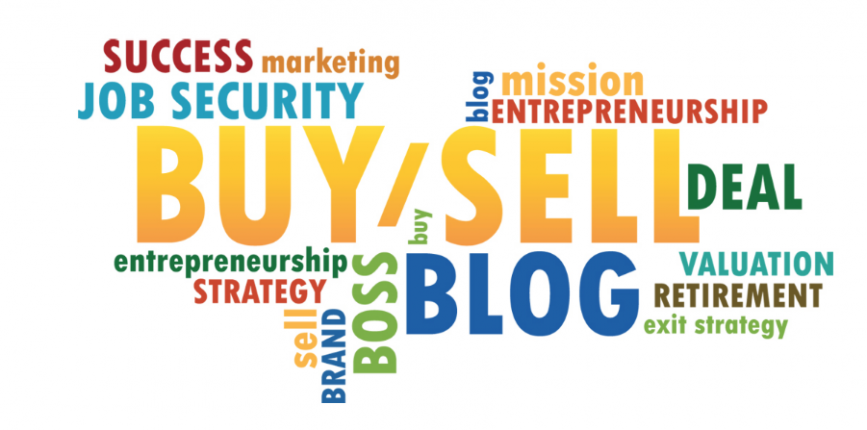 SUCCESS marketing
JOB SECURITY
blog
mission
ENTREPRENEURSHIP
BUY/SELL
DEAL
buy
entrepreneurship
STRATEGY
sell
BRAND
BOSS
BLOG
VALUATION
RETIREMENT
exit strategy